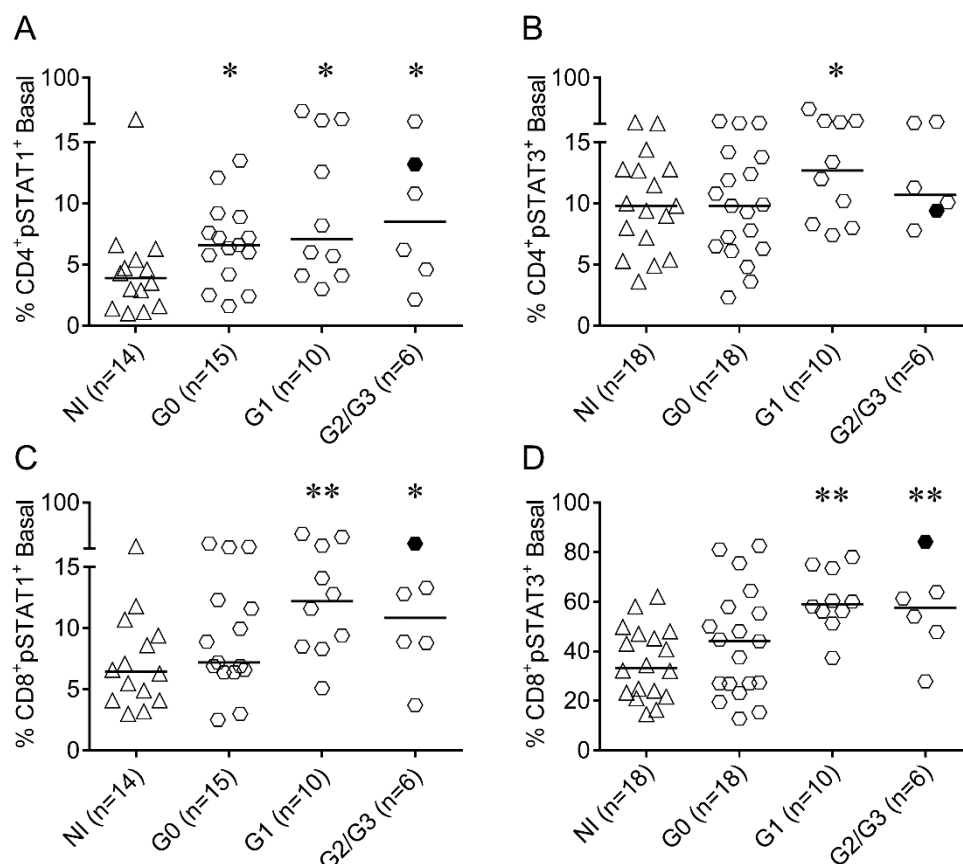 A
% CD4⁺pSTAT1⁺ Basal
100
15
10
5
0
* * *
NI (n=14) G0 (n=15) G1 (n=10) G2/G3 (n=6)
B
% CD4⁺pSTAT3⁺ Basal
100
15
10
5
0
*
NI (n=18) G0 (n=18) G1 (n=10) G2/G3 (n=6)
C
% CD8⁺pSTAT1⁺ Basal
100
15
10
5
0
** *
NI (n=14) G0 (n=15) G1 (n=10) G2/G3 (n=6)
D
% CD8⁺pSTAT3⁺ Basal
100
80
60
40
20
0
** **
NI (n=18) G0 (n=18) G1 (n=10) G2/G3 (n=6)